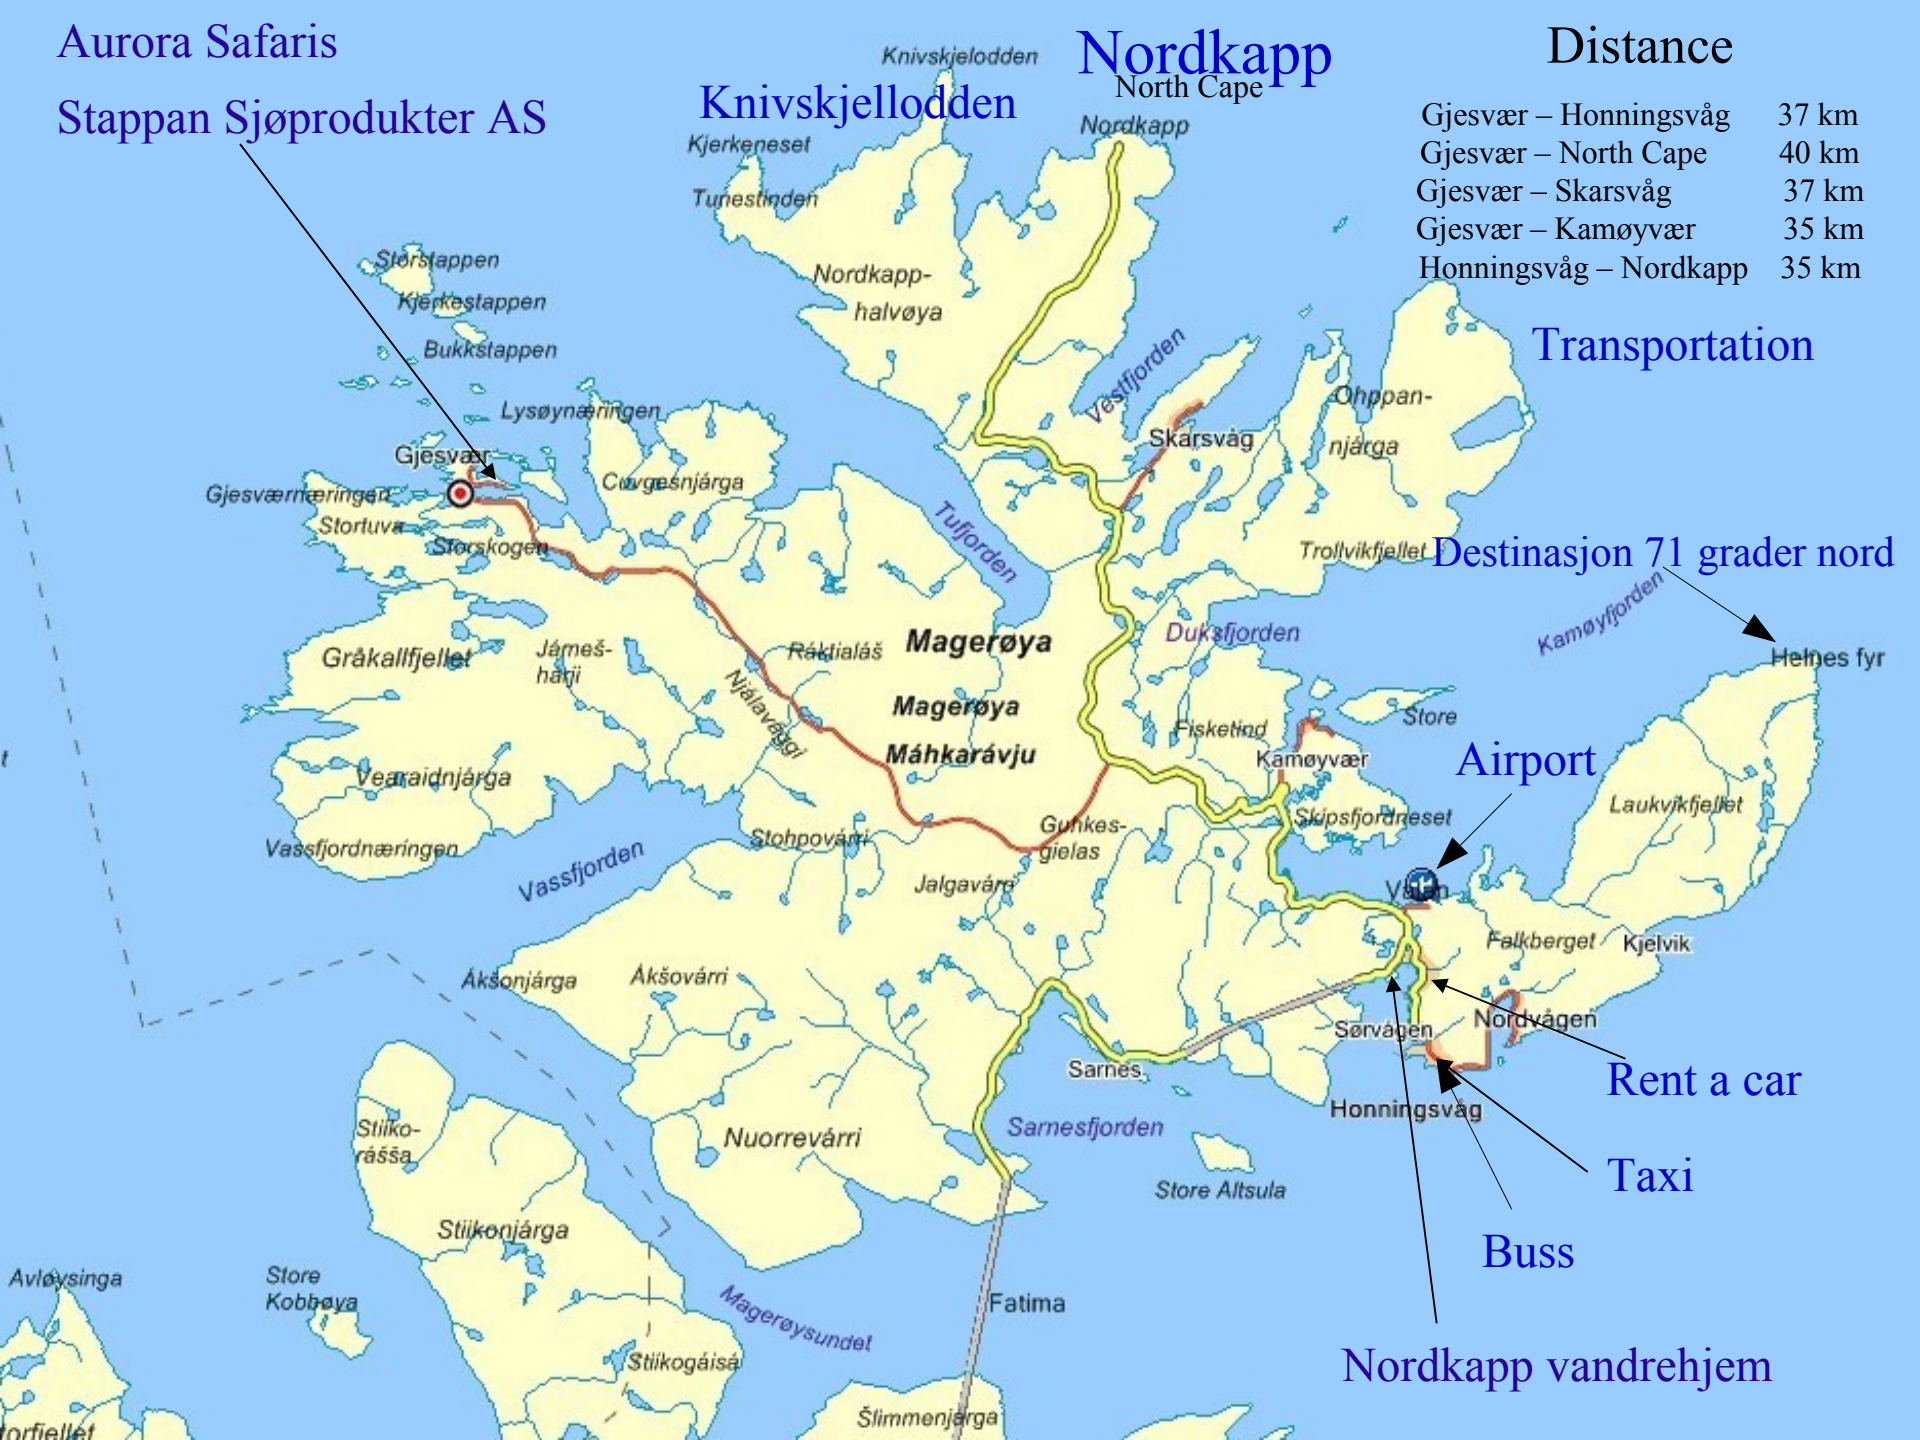 Aurora Safaris
Stappan Sjøprodukter AS
Knivskjelodden
Knivskjellodden
Nordkapp
North Cape
Nordkapp
Distance
Gjesvær – Honningsvåg 37 km
Gjesvær – North Cape 40 km
Gjesvær – Skarsvåg 37 km
Gjesvær – Kamøyvær 35 km
Honningsvåg – Nordkapp 35 km
Transportation
Kjerkeneset
Tunestinden
Storstappen
Kjerkestappen
Bukkstappen
Nordkapp-
halvøya
Vestfjorden
Lysøynæringen
Ohppan-
njárga
Skarsvåg
Gjesvær
Gjesværnæringen
Cuvgesnjárga
Stortuva
Storskogen
Tufjorden
Trollvikfjellet
Destinasjon 71 grader nord
Kamøyfjorden
Helnes fyr
Duksfjorden
Magerøya
Ráktialáš
Jámeš-
hárji
Gråkallfjellet
Njálavággi
Magerøya
Máhkarávju
Fisketind
Store
Kamøyvær
Airport
Vearaidnjárga
Laukvikfjellet
Skipsfjordneset
Guhkes-
gielas
Stohpovárri
Vassfjordnæringen
Vassfjorden
Jalgavárri
Valan
Falkberget
Kjelvik
Ákšonjárga
Ákšovárri
Sørvågen
Nordvågen
Sarnes
Rent a car
Honningsvåg
Sarnesfjorden
Nuorrevárri
Stiiko-
rášša
Taxi
Store Altsula
Stiikonjárga
Buss
Avløysinga
Store
Kobbøya
Fatima
Magerøysundet
Stiikogáisá
Nordkapp vandrehjem
Šlimmenjárga
torfjellet
t